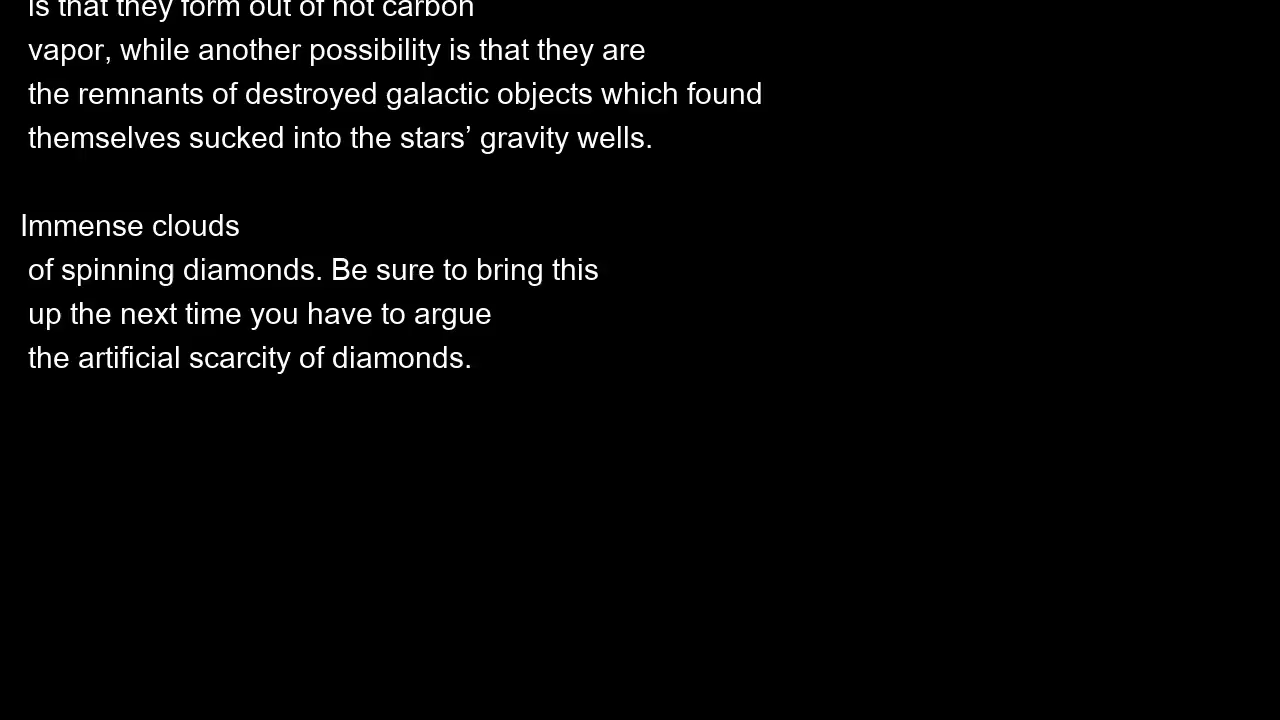 is that they form out of hot carbon
vapor, while another possibility is that they are
the remnants of destroyed galactic objects which found
themselves sucked into the stars’ gravity wells.
Immense clouds
of spinning diamonds. Be sure to bring this
up the next time you have to argue
the artificial scarcity of diamonds.